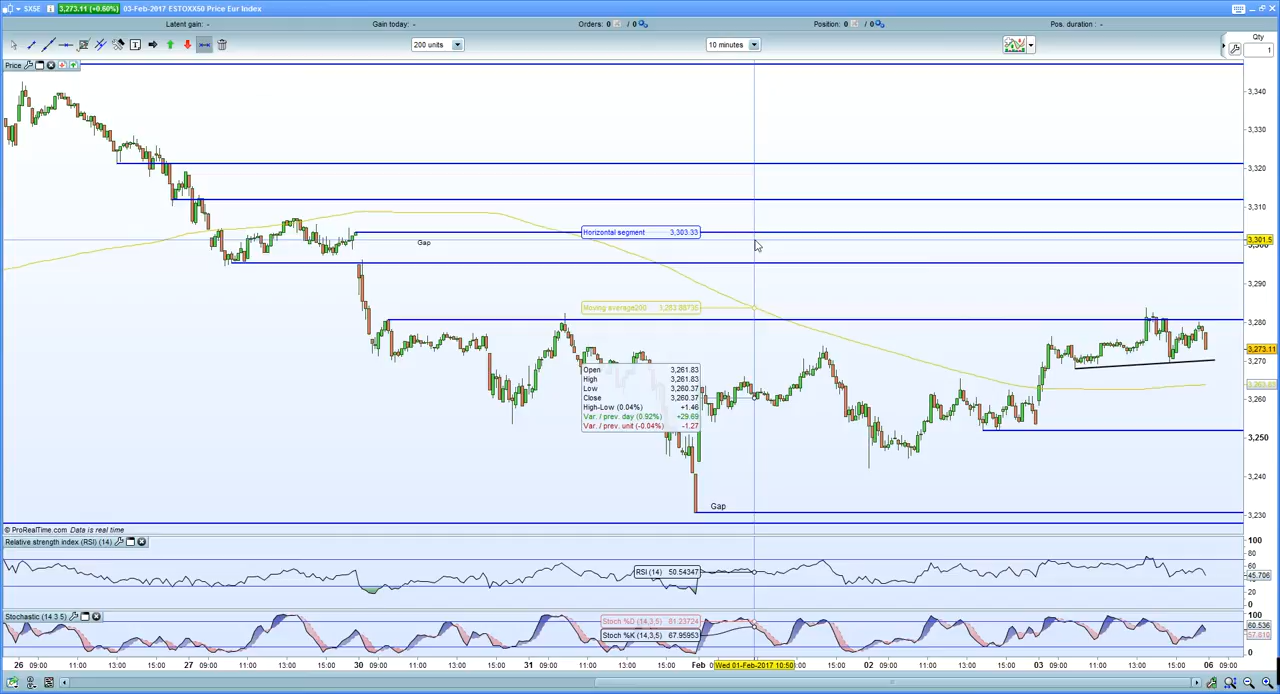 SX5E 3,273.11 (+0.60%) 03-Feb-2017 ESTOXX50 Price Eur Index
Latent gain: - Gain today: - Orders: 0 / 0 Position: 0 / 0 Pos. duration : -
200 units 10 minutes Qty
1
Price
3,340
3,330
3,320
3,310
Horizontal segment 3,303.33
Gap
3,301.5
3,290
Moving average200
3,280
3,273.11
3,270
Open 3,261.83
High 3,261.83
Low 3,260.37
Close 3,260.37
High-Low (0.04%) +1.46
Var. / prev. day (0.92%) +29.69
Var. / prev. unit (-0.04%) -1.27
3,260
3,250
3,240
Gap
3,230
© ProRealTime.com Data is real time
Relative strength index (RSI) (14)
100
80
60
RSI (14) 50.54347
45.706
20
0
Stochastic (14 3 5)
100
Stoch %D (14,3,5) 81.23724
Stoch %K (14,3,5) 67.95953
60.536
57.810
0
26 09:00 11:00 13:00 15:00 27 09:00 11:00 13:00 15:00 30 09:00 11:00 13:00 15:00 31 09:00 11:00 13:00 15:00 Feb Wed 01-Feb-2017 10:50 13:00 15:00 02 09:00 11:00 13:00 15:00 03 09:00 11:00 13:00 15:00 06 09:00